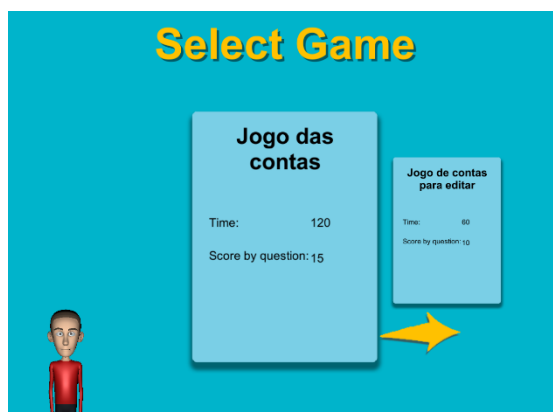 Select Game
Jogo das
contas
Time: 120
Score by question: 15
Jogo de contas
para editar
Time: 60
Score by question: 10